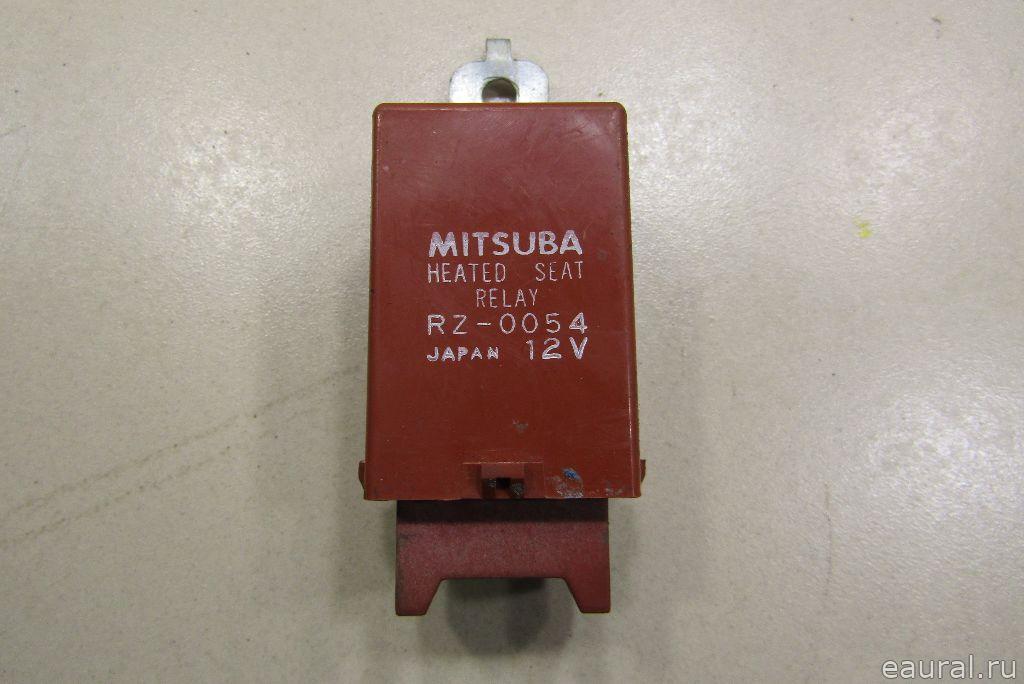 MITSUBA
HEATED SEAT
RELAY
RZ-0054
JAPAN 12V
eaural.ru